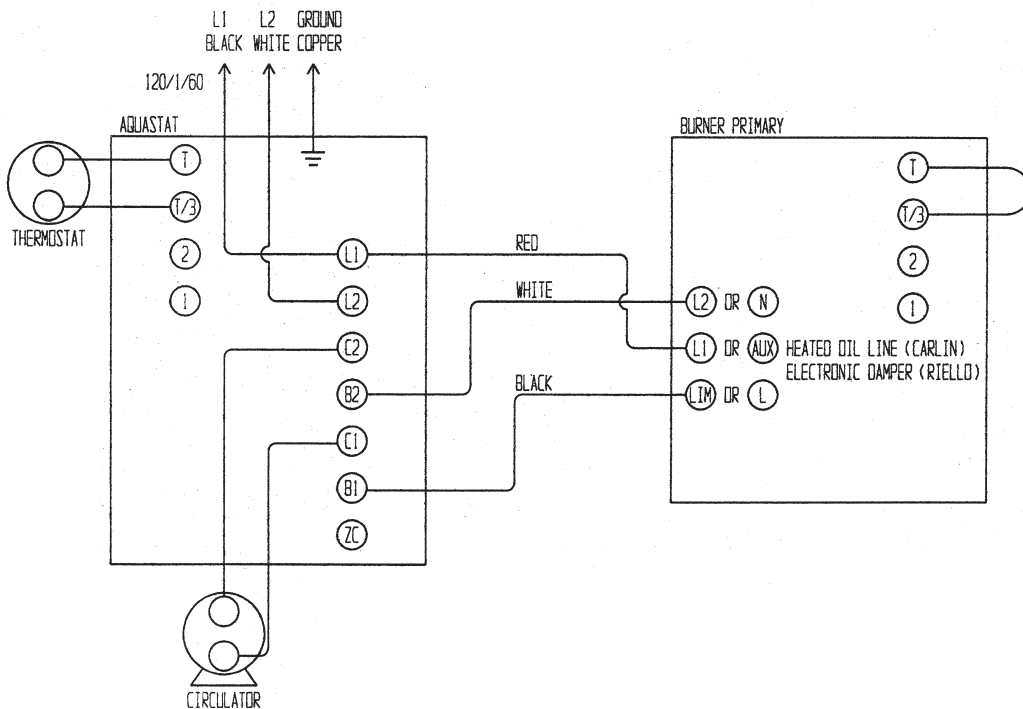 L1 L2 GROUND
BLACK WHITE COPPER
120/1/60
AQUASTAT
BURNER PRIMARY
T
T
T/3
T/3
THERMOSTAT
2
L1
RED
2
1
L2
WHITE
L2 OR N
1
C2
L1 OR AUX HEATED OIL LINE (CARLIN)
ELECTRONIC DAMPER (RIELLO)
B2
BLACK
LIM OR L
C1
B1
ZC
CIRCULATOR